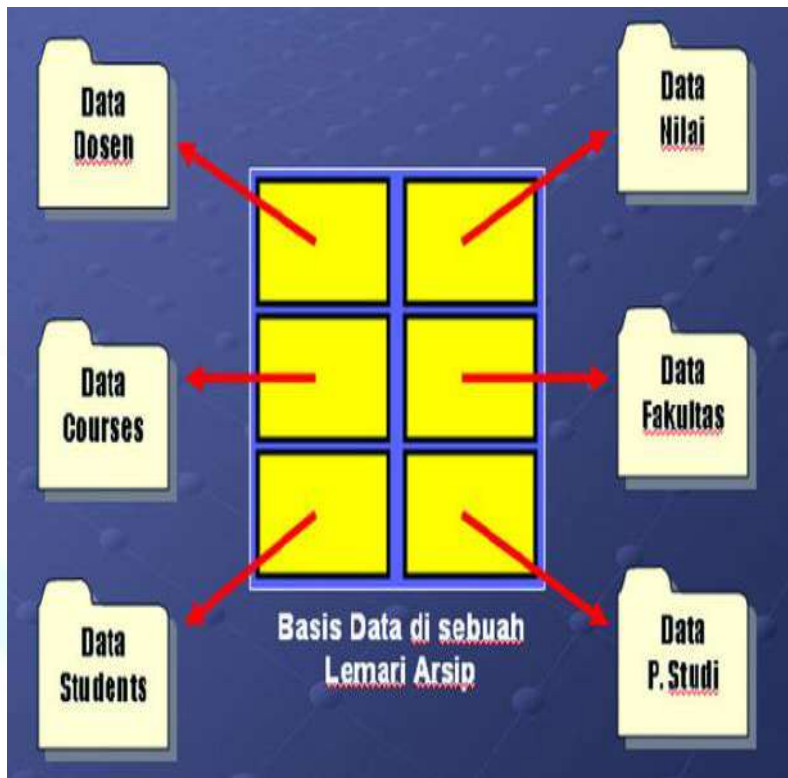 Data
Dosen
Data
Nilai
Data
Courses
Data
Fakultas
Data
Students
Data
P. Studi
Basis Data di sebuah
Lemari Arsip